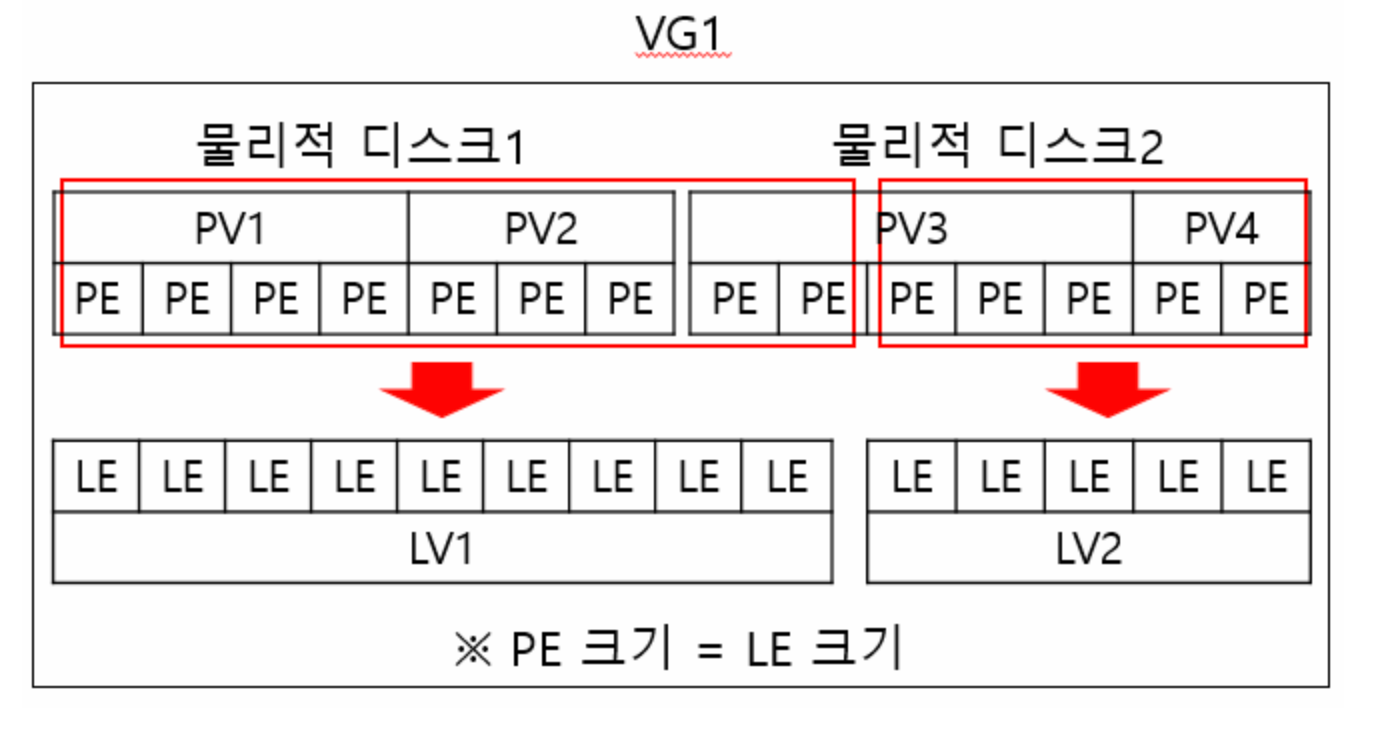 VG1
물리적 디스크1 물리적 디스크2
PV1 PV2 PV3 PV4
PE PE PE PE PE PE PE PE PE PE PE PE PE PE
LE LE LE LE LE LE LE LE LE LE LE LE LE LE
LV1 LV2
※ PE 크기 = LE 크기